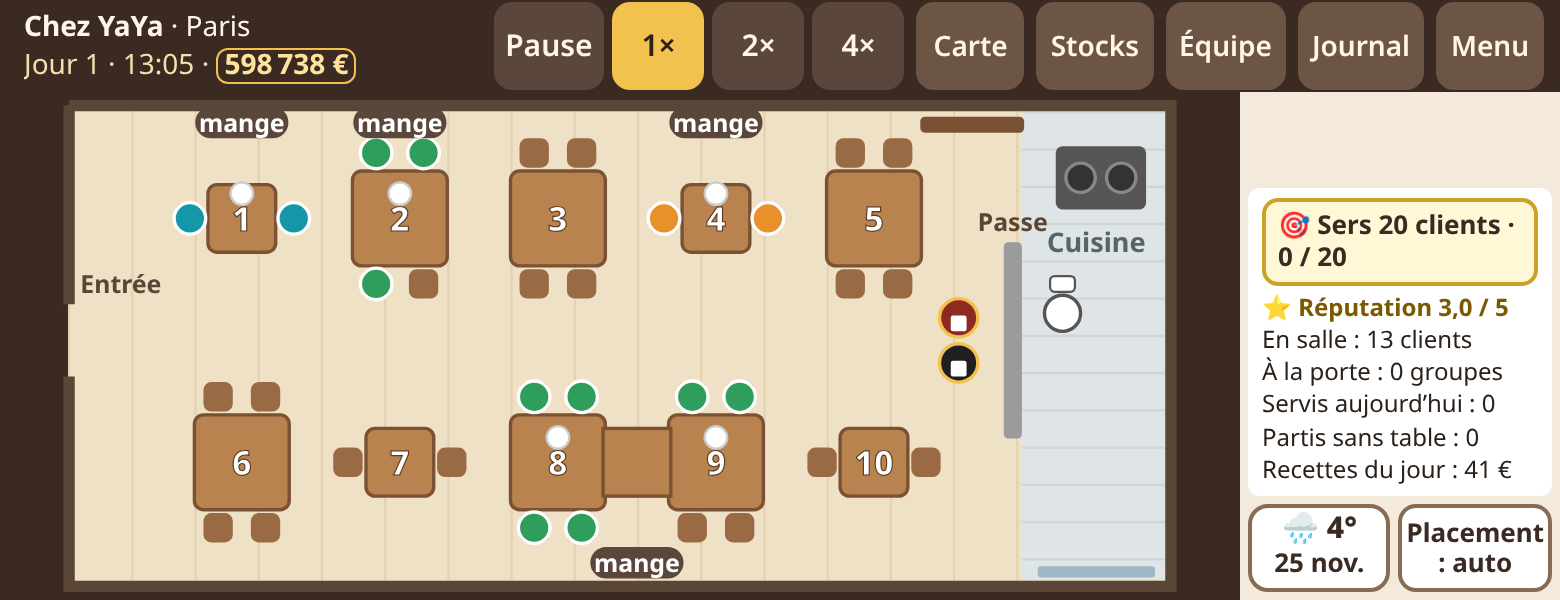 Chez YaYa · Paris
Jour 1 · 13:05 · 598 738 €
Pause
1×
2×
4×
Carte
Stocks
Équipe
Journal
Menu
mange
mange
mange
1
2
3
4
5
Passe
Cuisine
Entrée
6
7
8
9
10
mange
🎯 Sers 20 clients ·
0 / 20
⭐ Réputation 3,0 / 5
En salle : 13 clients
À la porte : 0 groupes
Servis aujourd’hui : 0
Partis sans table : 0
Recettes du jour : 41 €
🌧️ 4°
25 nov.
Placement
: auto